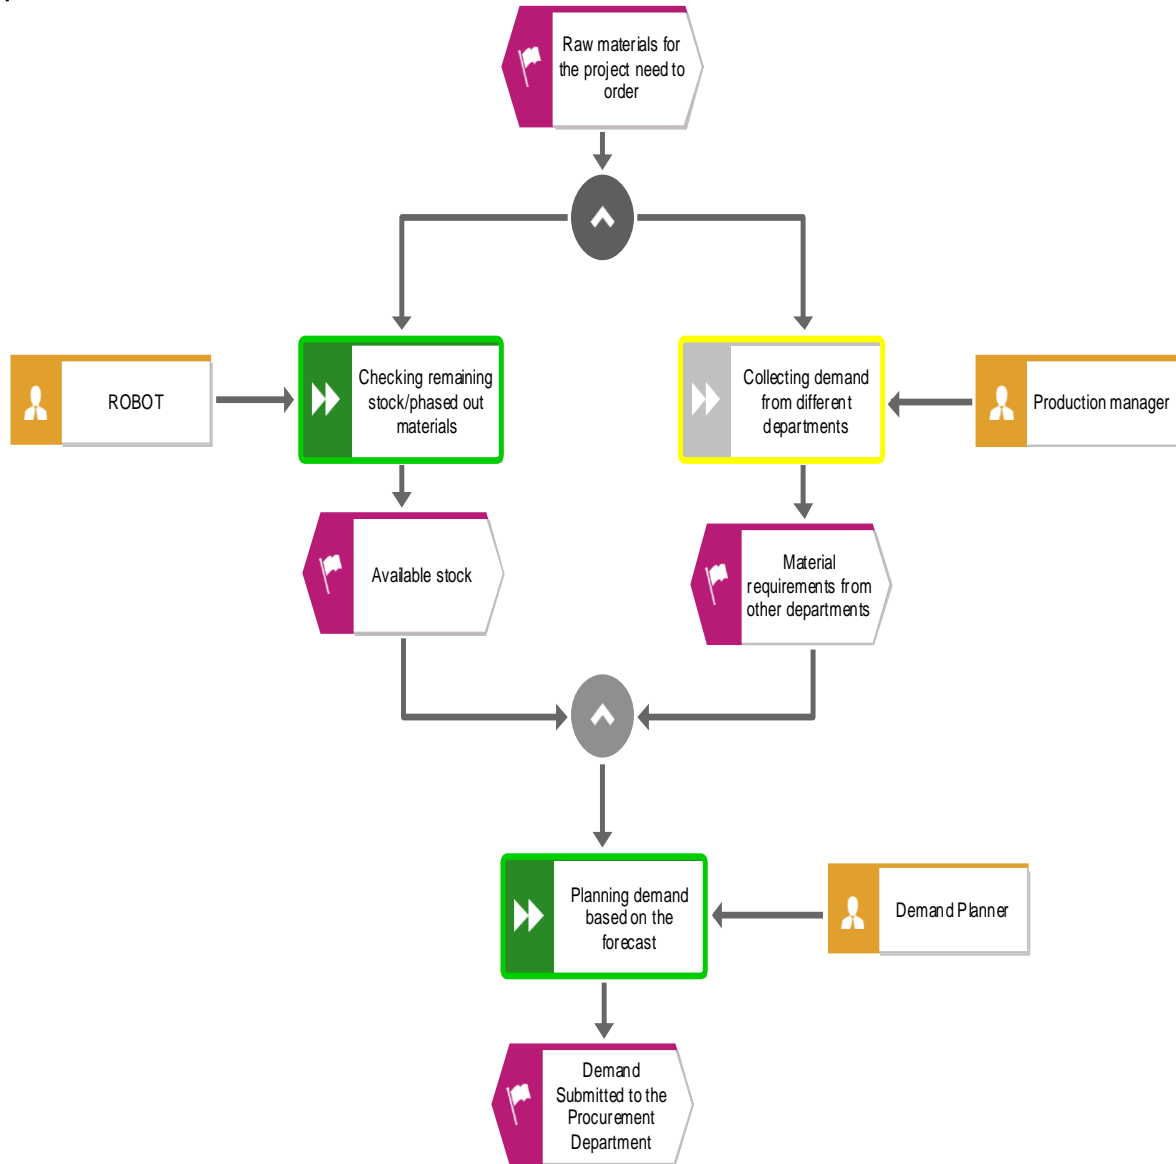 Raw materials for
the project need to
order
ROBOT
Checking remaining
stock/phased out
materials
Collecting demand
from different
departments
Production manager
Available stock
Material
requirements from
other departments
Planning demand
based on the
forecast
Demand Planner
Demand
Submitted to the
Procurement
Department